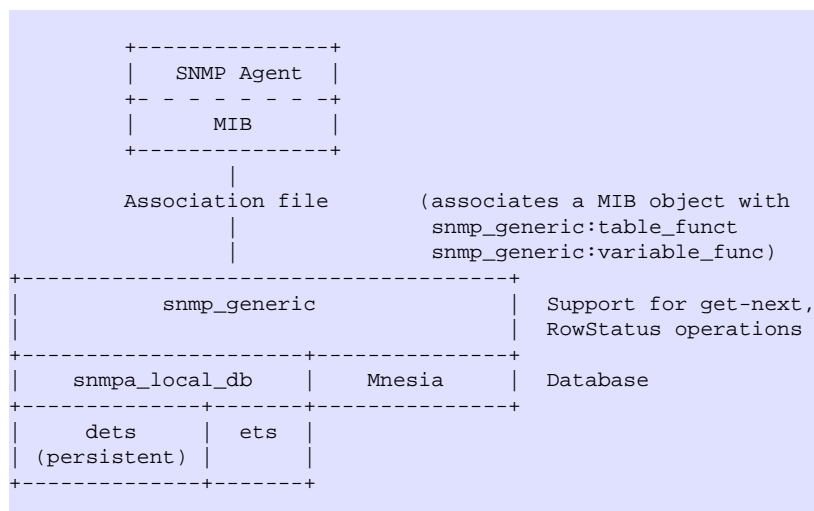 SNMP Agent
MIB
Association file (associates a MIB object with
snmp_generic:table_funct
snmp_generic:variable_func)
snmp_generic Support for get-next,
RowStatus operations
snmpa_local_db Mnesia Database
dets ets
(persistent)